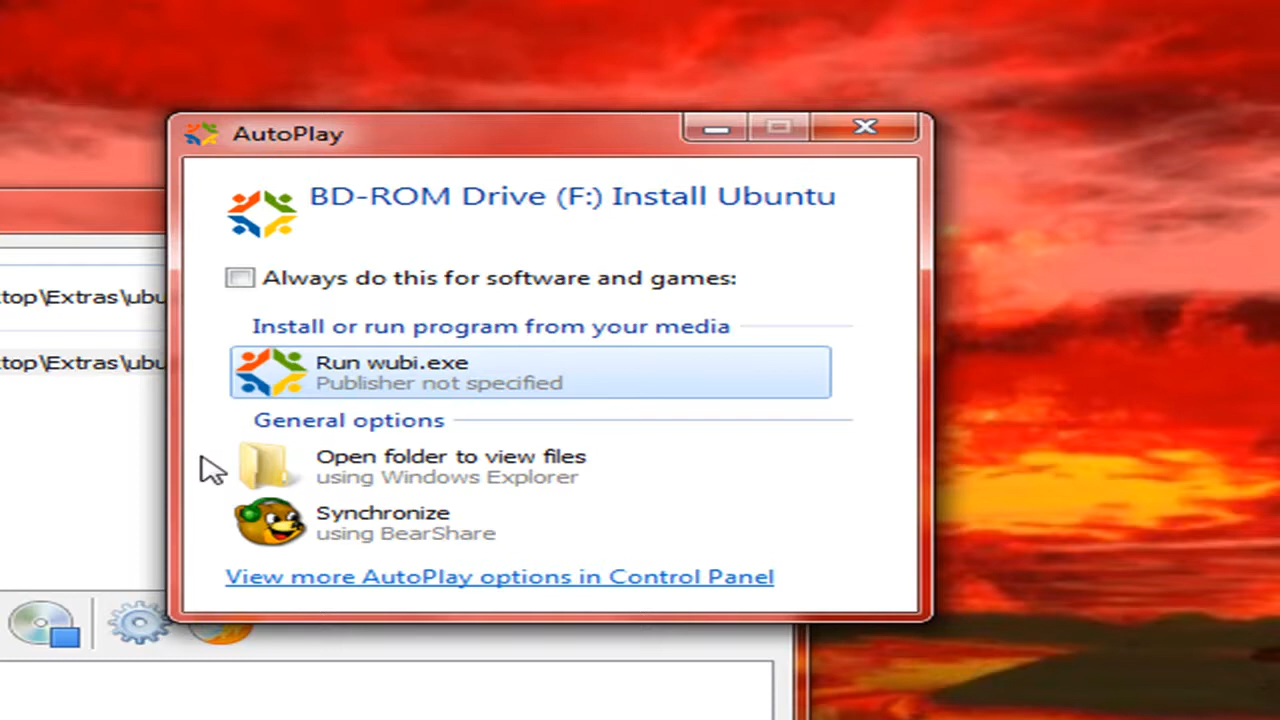 AutoPlay
BD-ROM Drive (F:) Install Ubuntu
Always do this for software and games:
top\Extras\ubu
Install or run program from your media
Run wubi.exe
top\Extras\ubu
Publisher not specified
General options
Open folder to view files
using Windows Explorer
Synchronize
using BearShare
View more AutoPlay options in Control Panel